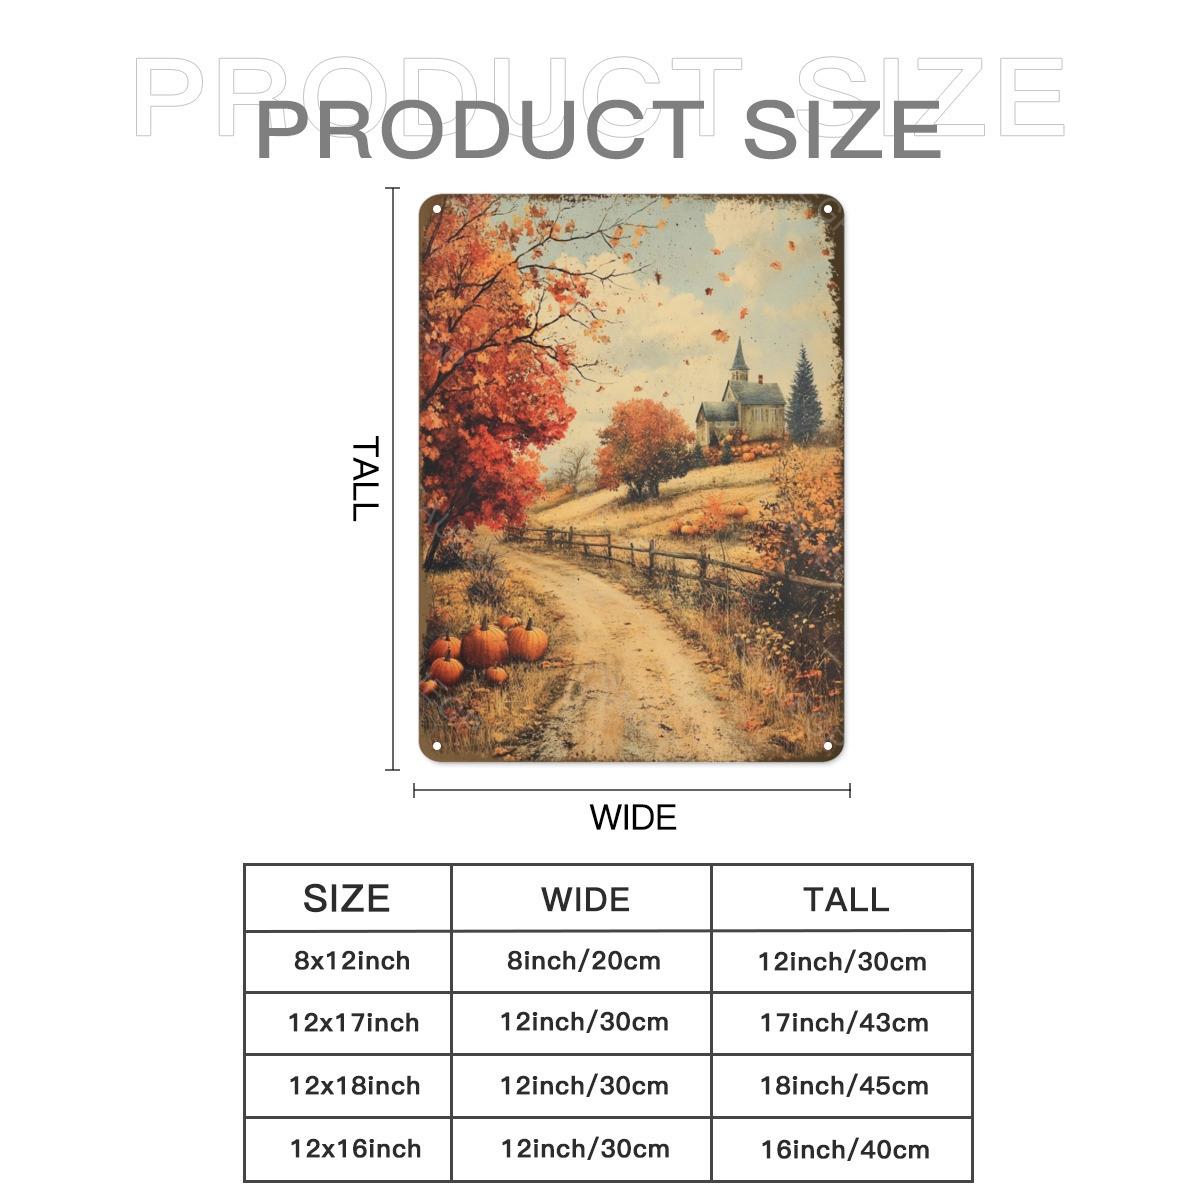 PRODUCT SIZE
PRODUCT SIZE
TALL
WIDE
SIZE WIDE TALL
8x12inch 8inch/20cm 12inch/30cm
12x17inch 12inch/30cm 17inch/43cm
12x18inch 12inch/30cm 18inch/45cm
12x16inch 12inch/30cm 16inch/40cm